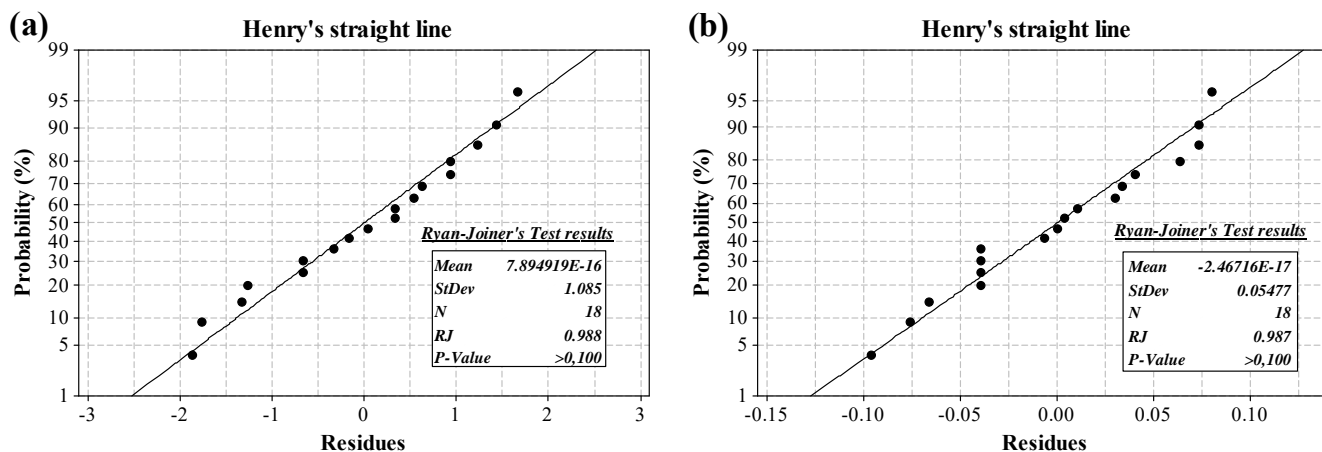 (a)
Henry's straight line
99
95
90
80
70
60
50
40
30
20
10
5
1
Probability (%)
-3 -2 -1 0 1 2 3
Residues
Ryan-Joiner's Test results
Mean 7.894919E-16
StDev 1.085
N 18
RJ 0.988
P-Value >0,100
(b)
Henry's straight line
99
95
90
80
70
60
50
40
30
20
10
5
1
Probability (%)
-0.15 -0.10 -0.05 0.00 0.05 0.10
Residues
Ryan-Joiner's Test results
Mean -2.46716E-17
StDev 0.05477
N 18
RJ 0.987
P-Value >0,100